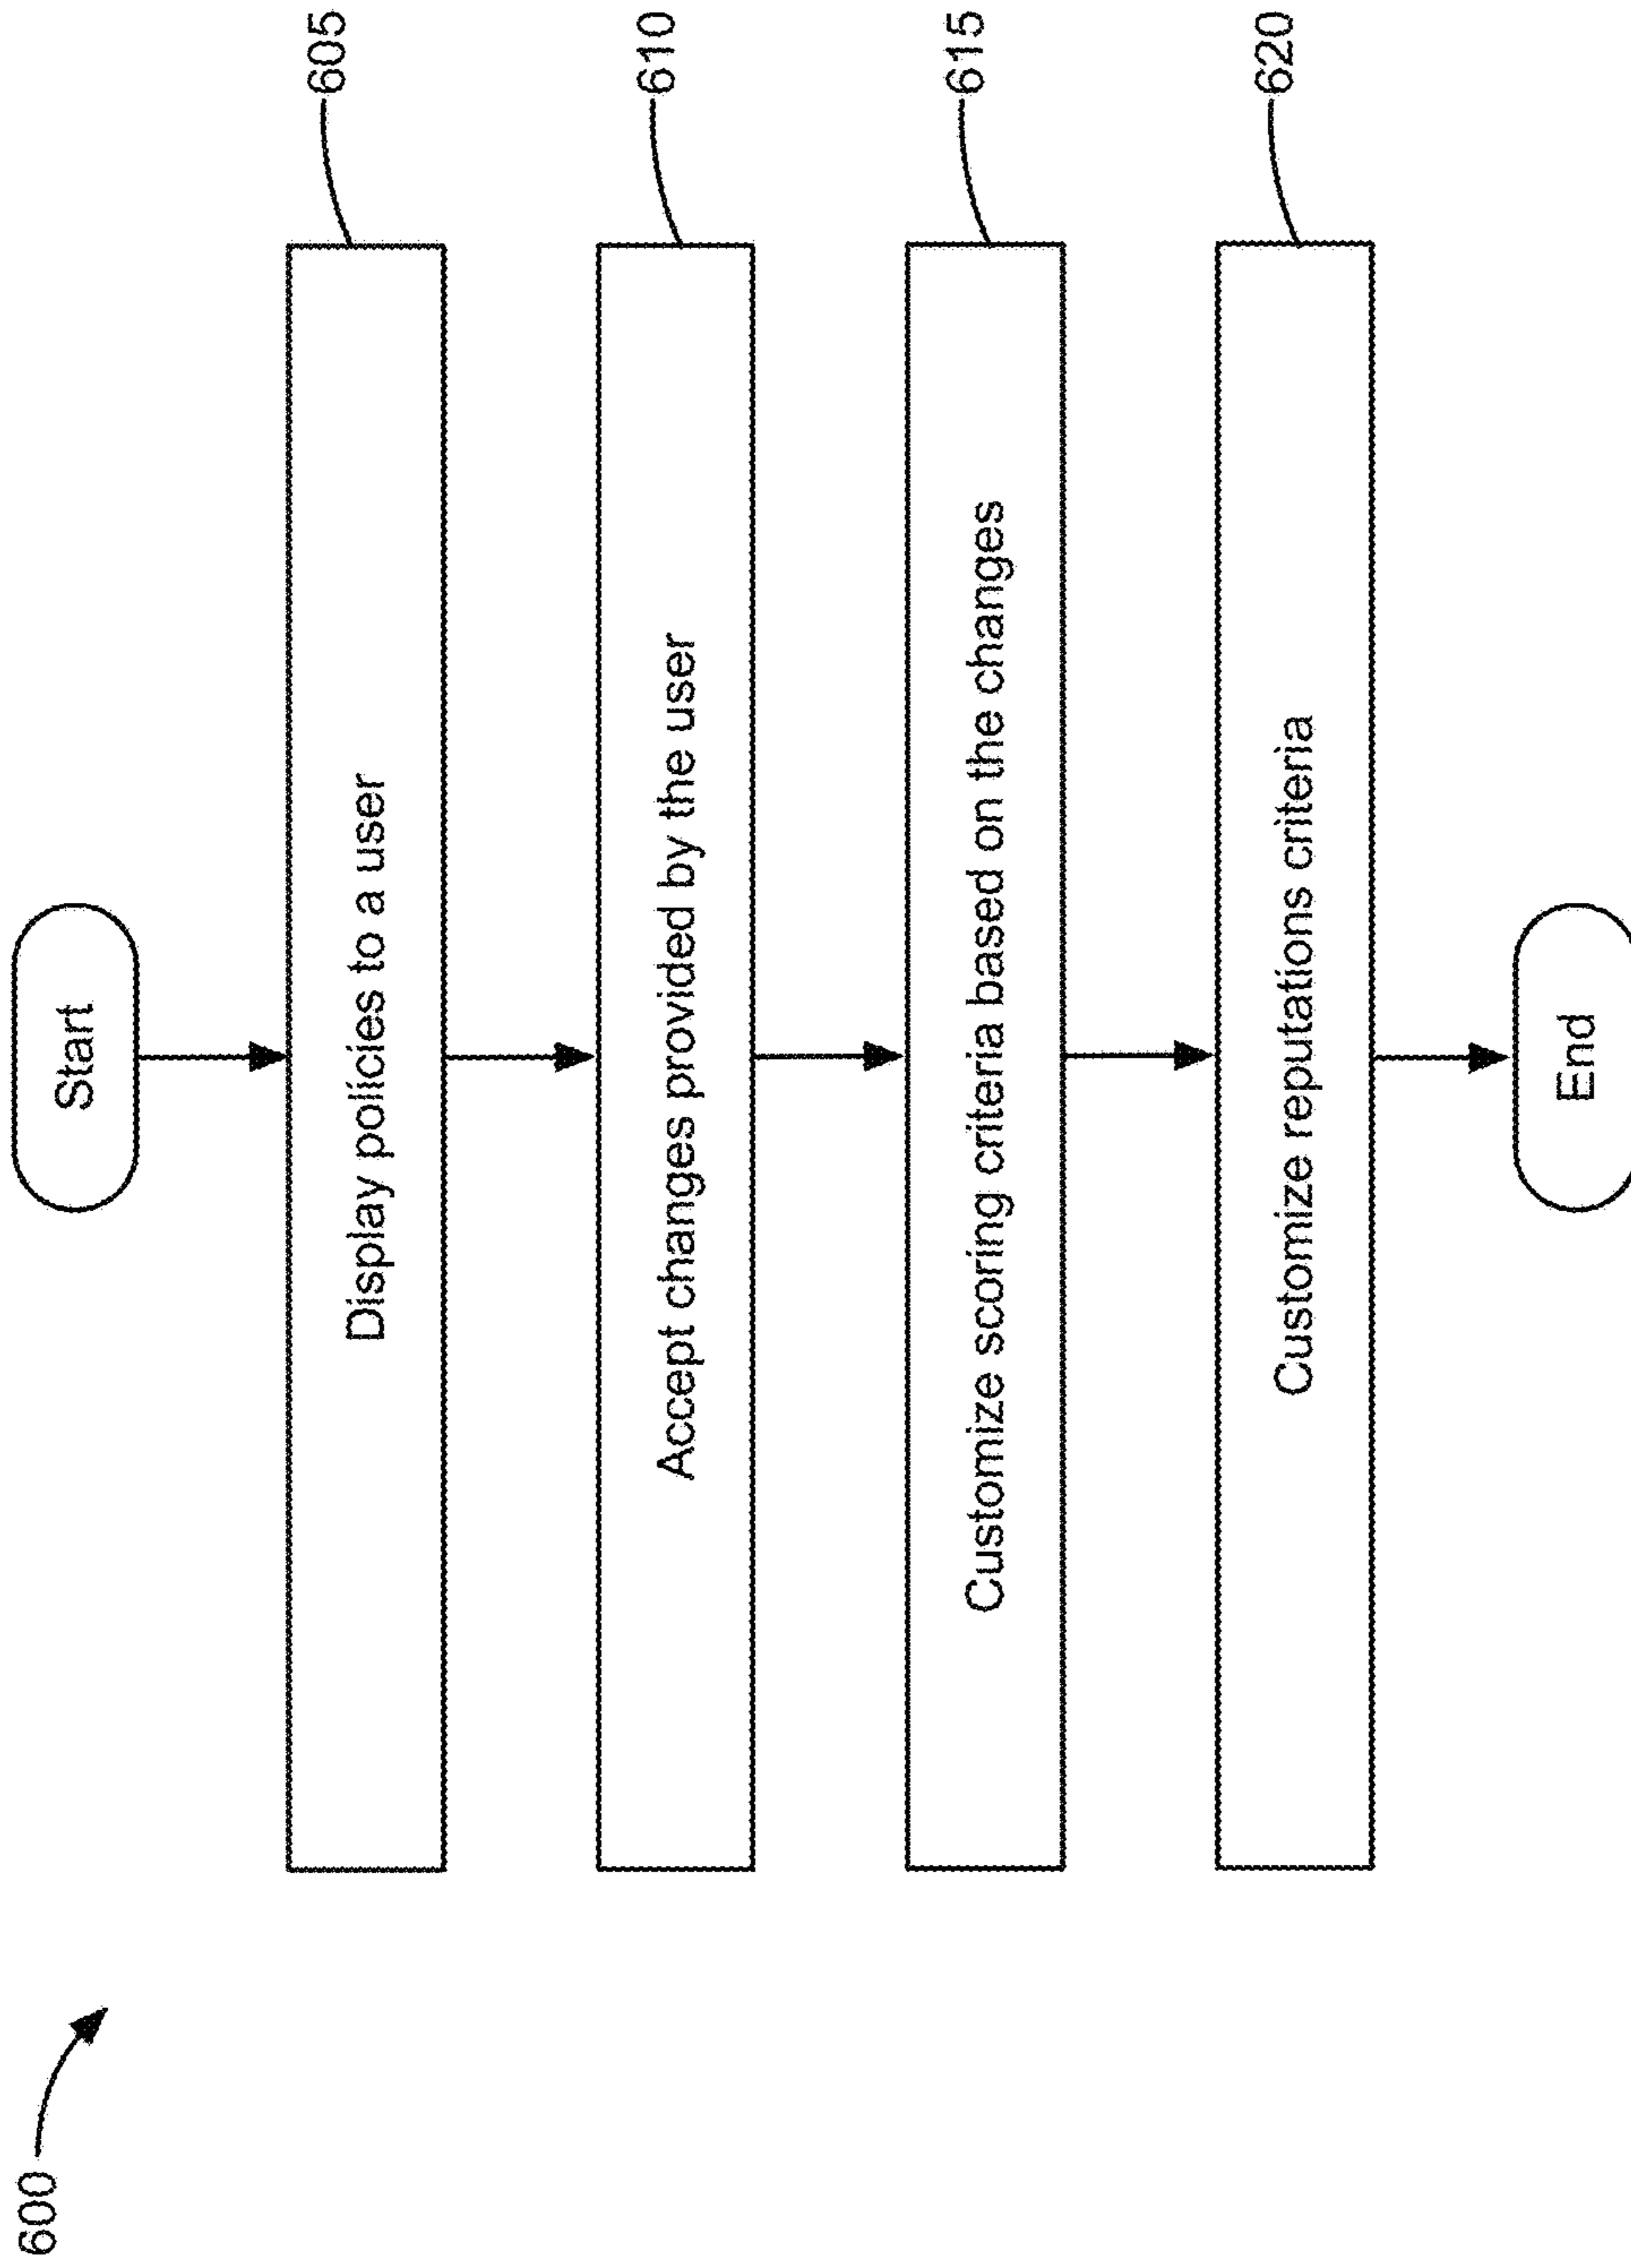 600
Start
Display policies to a user
605
Accept changes provided by the user
610
Customize scoring criteria based on the changes
615
Customize reputations criteria
620
End